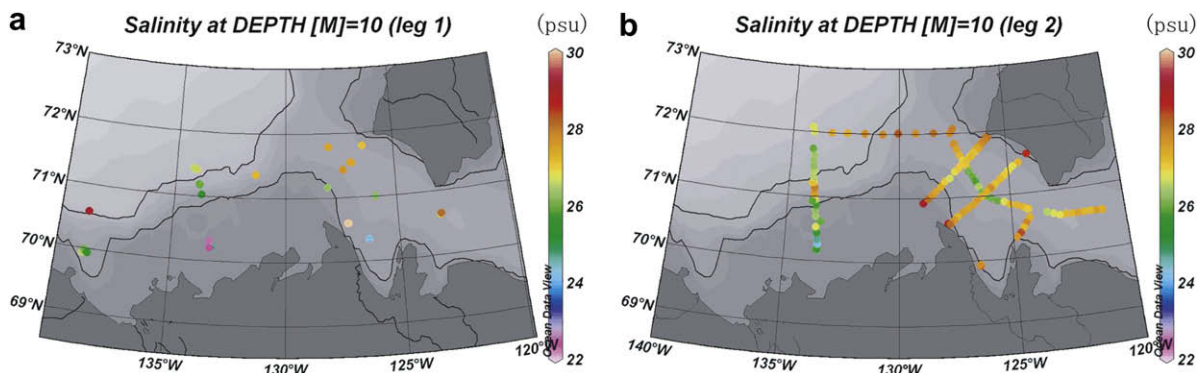 a
Salinity at DEPTH [M]=10 (leg 1)
(psu)
73°N
72°N
71°N
70°N
69°N
135°W
130°W
125°W
120°W
30
28
26
24
22
Ocean Data View
b
Salinity at DEPTH [M]=10 (leg 2)
(psu)
73°N
72°N
71°N
70°N
69°N
140°W
135°W
130°W
125°W
120°W
30
28
26
24
22
Ocean Data View